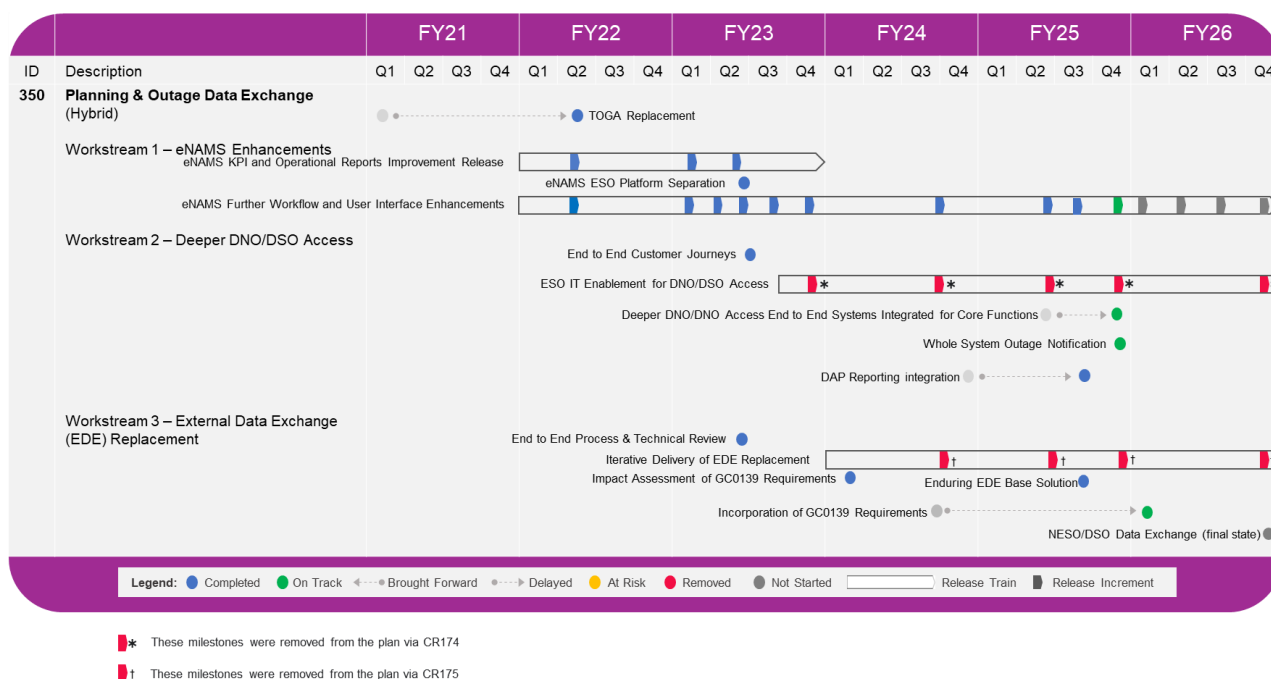 FY21 FY22 FY23 FY24 FY25 FY26
ID Description Q1 Q2 Q3 Q4 Q1 Q2 Q3 Q4 Q1 Q2 Q3 Q4 Q1 Q2 Q3 Q4 Q1 Q2 Q3 Q4 Q1 Q2 Q3 Q4
350 Planning & Outage Data Exchange
(Hybrid)
TOGA Replacement
Workstream 1 – eNAMS Enhancements
eNAMS KPI and Operational Reports Improvement Release
eNAMS ESO Platform Separation
eNAMS Further Workflow and User Interface Enhancements
Workstream 2 – Deeper DNO/DSO Access
End to End Customer Journeys
ESO IT Enablement for DNO/DSO Access * * * *
Deeper DNO/DNO Access End to End Systems Integrated for Core Functions
Whole System Outage Notification
DAP Reporting integration
Workstream 3 – External Data Exchange
(EDE) Replacement
End to End Process & Technical Review
Iterative Delivery of EDE Replacement † † †
Impact Assessment of GC0139 Requirements
Enduring EDE Base Solution
Incorporation of GC0139 Requirements
NESO/DSO Data Exchange (final state)
Legend: Completed On Track Brought Forward Delayed At Risk Removed Not Started Release Train Release Increment
* These milestones were removed from the plan via CR174
† These milestones were removed from the plan via CR175